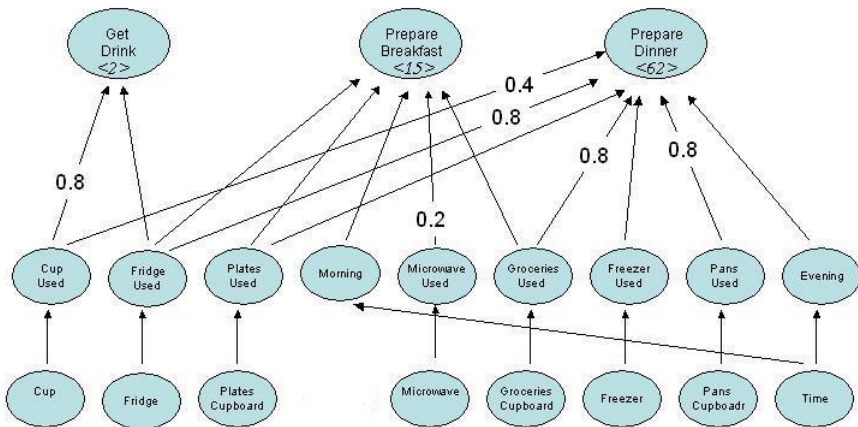 Get
Drink
<2>
Prepare
Breakfast
<15>
Prepare
Dinner
<62>
0.4
0.8
0.8
0.8
0.8
0.2
Cup
Used
Fridge
Used
Plates
Used
Morning
Microwave
Used
Groceries
Used
Freezer
Used
Pans
Used
Evening
Cup
Fridge
Plates
Cupboard
Microwave
Groceries
Cupboard
Freezer
Pans
Cupboadr
Time